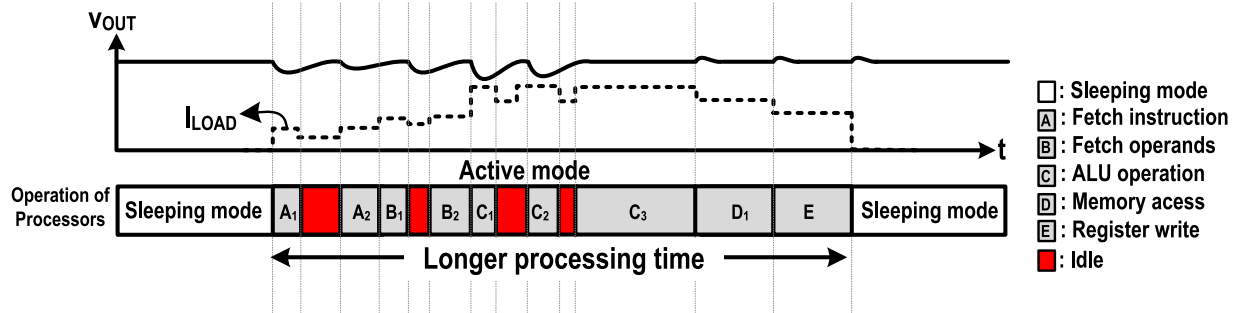 vOUT
ILOAD
t
Active mode
Operation of
Processors
Sleeping mode
A1
A2
B1
B2
C1
C2
C3
D1
E
Sleeping mode
Longer processing time
: Sleeping mode
A : Fetch instruction
B : Fetch operands
C : ALU operation
D : Memory acess
E : Register write
: Idle